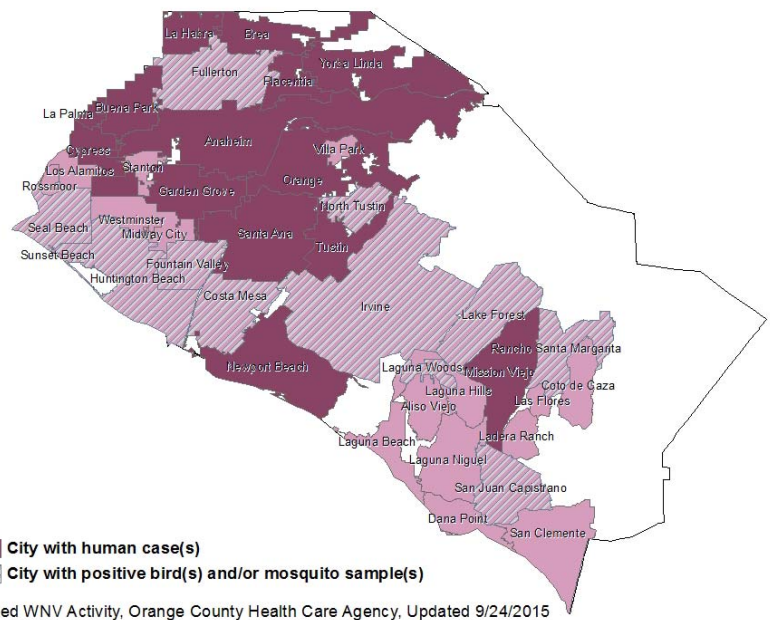 La Habra
Brea
Yorba Linda
Fullerton
Placentia
Buena Park
La Palma
Anaheim
Cypress
Villa Park
Los Alamitos
Stanton
Orange
Rossmoor
Garden Grove
North Tustin
Westminster
Seal Beach
Midway City
Santa Ana
Tustin
Sunset Beach
Fountain Valley
Huntington Beach
Costa Mesa
Irvine
Lake Forest
Rancho Santa Margarita
Newport Beach
Laguna Woods
Mission Viejo
Laguna Hills
Coto de Caza
Aliso Viejo
Las Flores
Laguna Beach
Ladera Ranch
Laguna Niguel
San Juan Capistrano
Dana Point
San Clemente
City with human case(s)
City with positive bird(s) and/or mosquito sample(s)
ed WNV Activity, Orange County Health Care Agency, Updated 9/24/2015